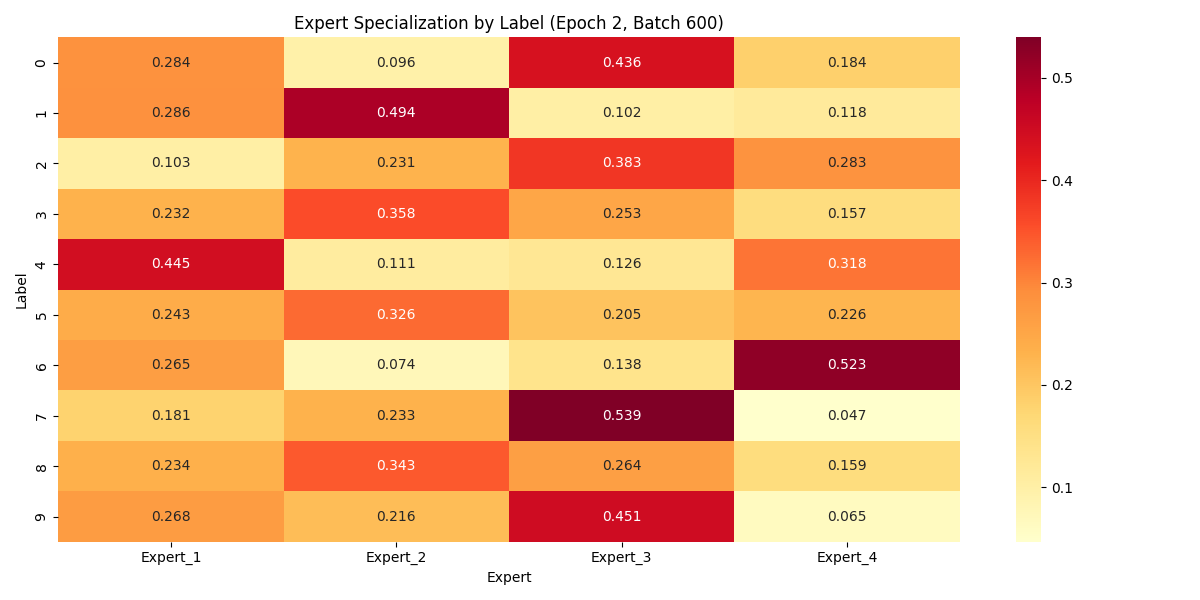 Expert Specialization by Label (Epoch 2, Batch 600)
0 0.284 0.096 0.436 0.184
1 0.286 0.494 0.102 0.118
2 0.103 0.231 0.383 0.283
3 0.232 0.358 0.253 0.157
4 0.445 0.111 0.126 0.318
5 0.243 0.326 0.205 0.226
6 0.265 0.074 0.138 0.523
7 0.181 0.233 0.539 0.047
8 0.234 0.343 0.264 0.159
9 0.268 0.216 0.451 0.065
Label
Expert_1 Expert_2 Expert_3 Expert_4
Expert
0.5
0.4
0.3
0.2
0.1